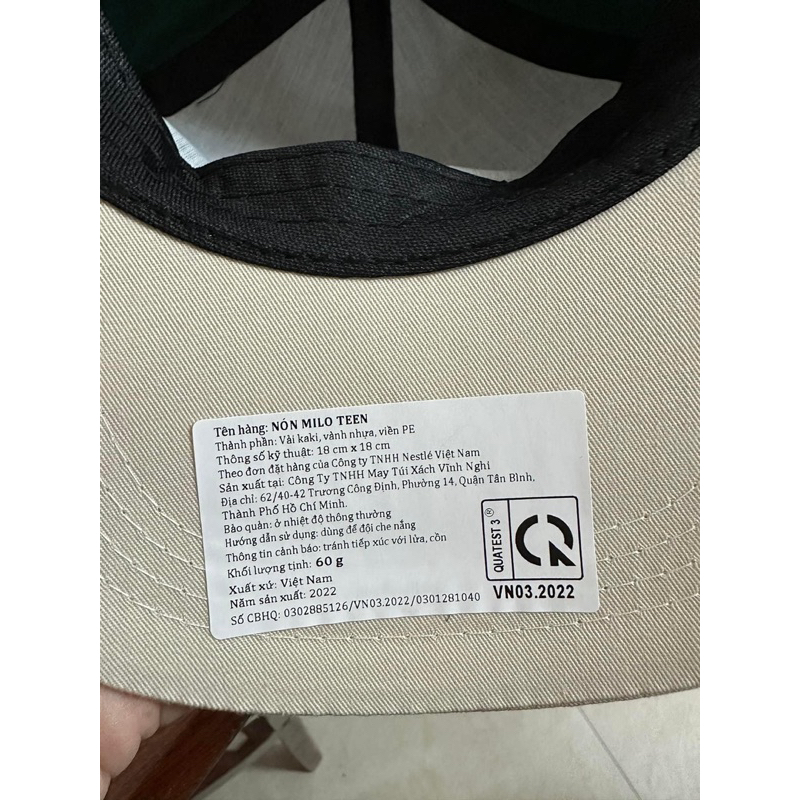 Tên hàng: NÓN MILO TEEN
Thành phần: Vải kaki, vành nhựa, viền PE
Thông số kỹ thuật: 18 cm x 18 cm
Theo đơn đặt hàng của Công ty TNHH Nestlé Việt Nam
Sản xuất tại: Công Ty TNHH May Túi Xách Vĩnh Nghi
Địa chỉ: 62/40-42 Trương Công Định, Phường 14, Quận Tân Bình,
Thành Phố Hồ Chí Minh.
Bảo quản: ở nhiệt độ thông thường
Hướng dẫn sử dụng: dùng để đội che nắng
Thông tin cảnh báo: tránh tiếp xúc với lửa, cồn
Khối lượng tịnh: 60 g
Xuất xứ: Việt Nam
Năm sản xuất: 2022
Số CBHQ: 0302885126/VN03.2022/0301281040
QUATEST 3®
VN03.2022